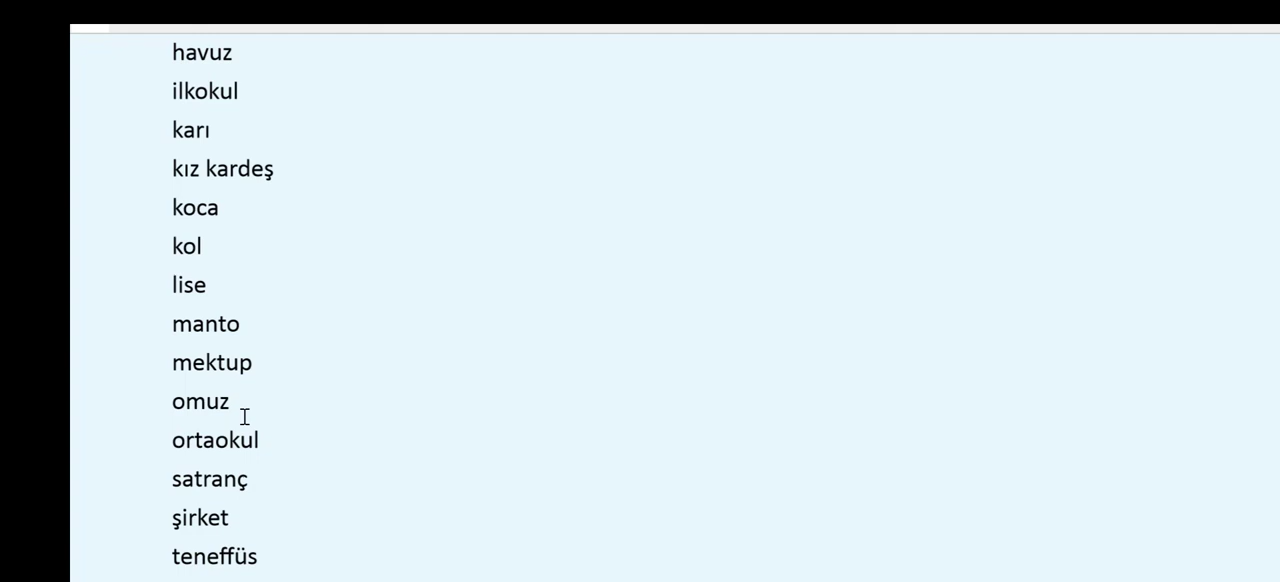 havuz
ilkokul
karı
kız kardeş
koca
kol
lise
manto
mektup
omuz
ortaokul
satranç
şirket
teneffüs